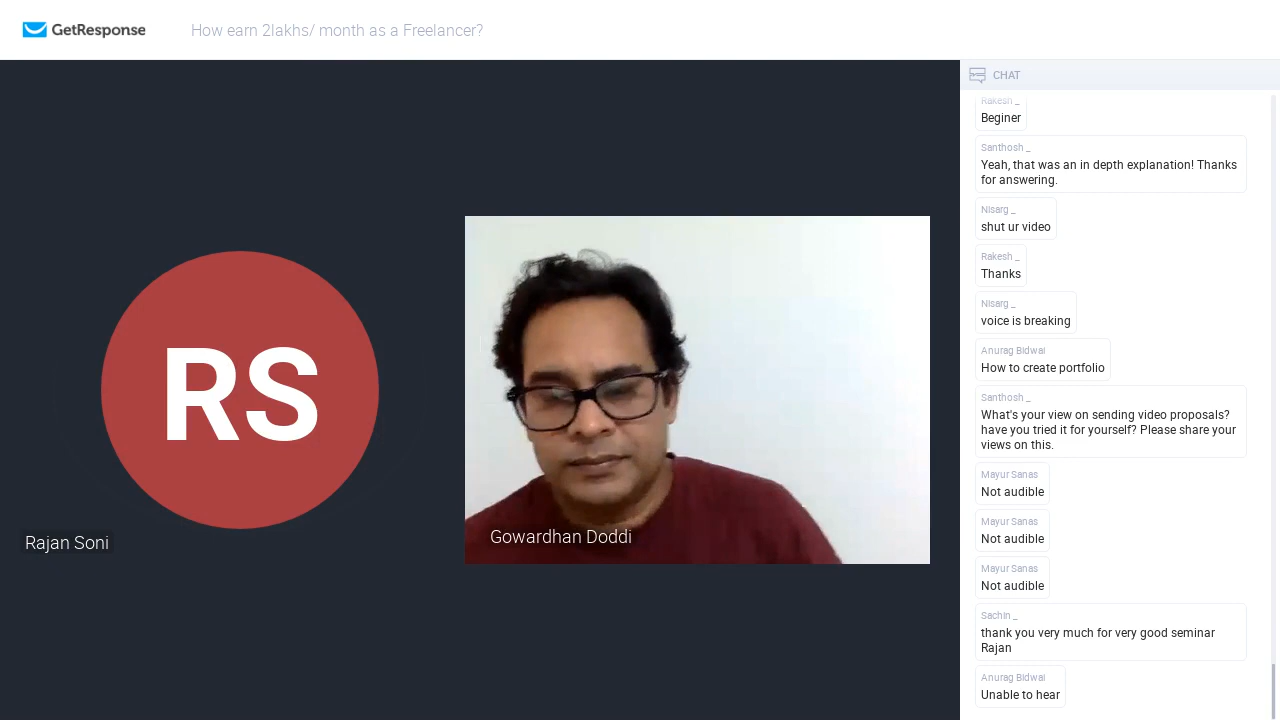 GetResponse
How earn 2lakhs/ month as a Freelancer?
RS
Rajan Soni
Gowardhan Doddi
CHAT
Rakesh _
Beginer
Santhosh _
Yeah, that was an in depth explanation! Thanks
for answering.
Nisarg _
shut ur video
Rakesh _
Thanks
Nisarg _
voice is breaking
Anurag Bidwai
How to create portfolio
Santhosh _
What's your view on sending video proposals?
have you tried it for yourself? Please share your
views on this.
Mayur Sanas
Not audible
Mayur Sanas
Not audible
Mayur Sanas
Not audible
Sachin _
thank you very much for very good seminar
Rajan
Anurag Bidwai
Unable to hear